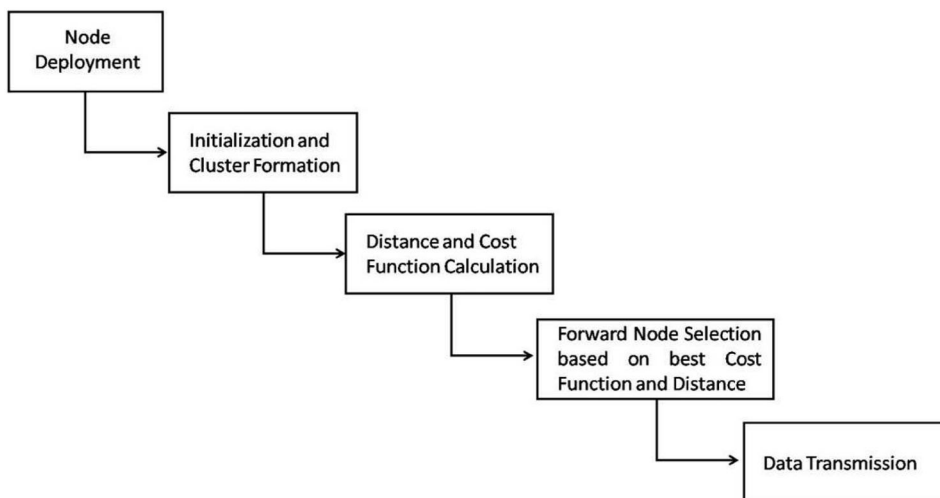 Node
Deployment
Initialization and
Cluster Formation
Distance and Cost
Function Calculation
Forward Node Selection
based on best Cost
Function and Distance
Data Transmission